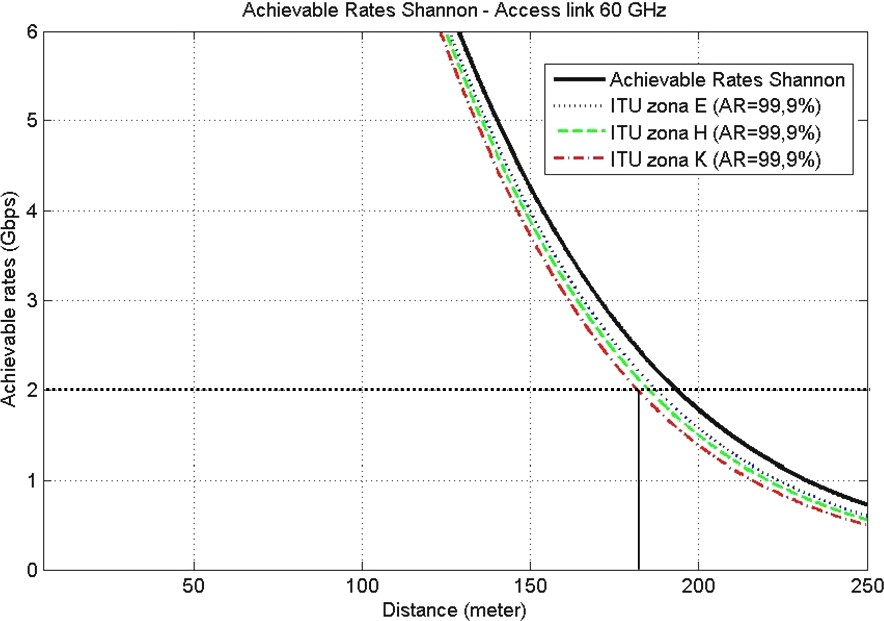 Achievable Rates Shannon - Access link 60 GHz
6
5
4
3
2
1
0
Achievable rates (Gbps)
Achievable Rates Shannon
ITU zona E (AR=99,9%)
ITU zona H (AR=99,9%)
ITU zona K (AR=99,9%)
50
100
150
200
250
Distance (meter)